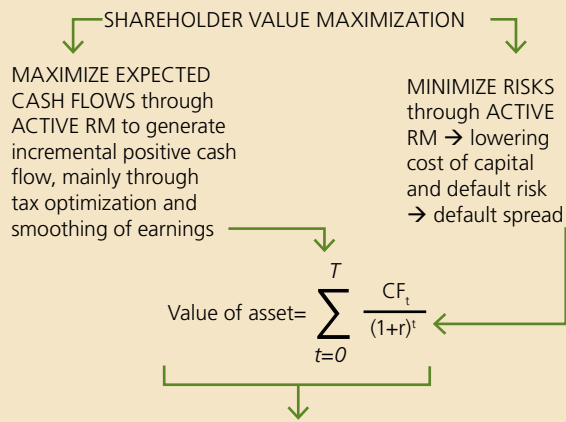 SHAREHOLDER VALUE MAXIMIZATION
MAXIMIZE EXPECTED
CASH FLOWS through
ACTIVE RM to generate
incremental positive cash
flow, mainly through
tax optimization and
smoothing of earnings
MINIMIZE RISKS
through ACTIVE
RM → lowering
cost of capital
and default risk
→ default spread
Value of asset= T ∑ t=0 CFₜ / (1+r)ᵗ